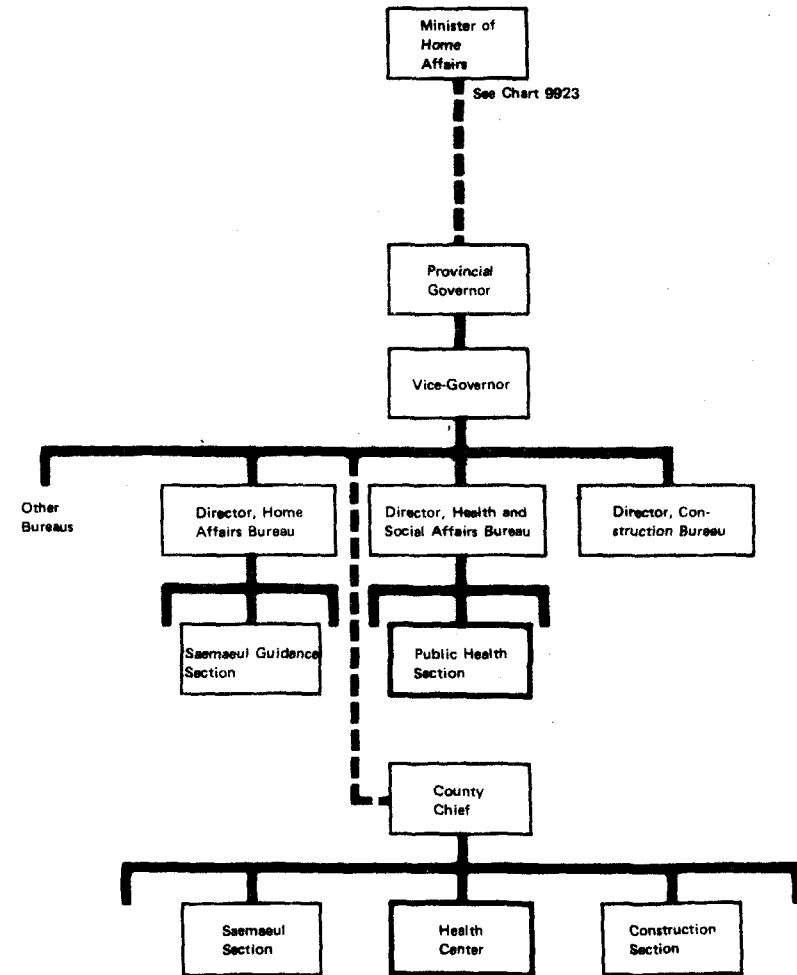 Minister of
Home
Affairs
See Chart 9923
Provincial
Governor
Vice-Governor
Other
Bureaus
Director, Home
Affairs Bureau
Director, Health and
Social Affairs Bureau
Director, Con-
struction Bureau
Saemaeul Guidance
Section
Public Health
Section
County
Chief
Saemaeul
Section
Health
Center
Construction
Section